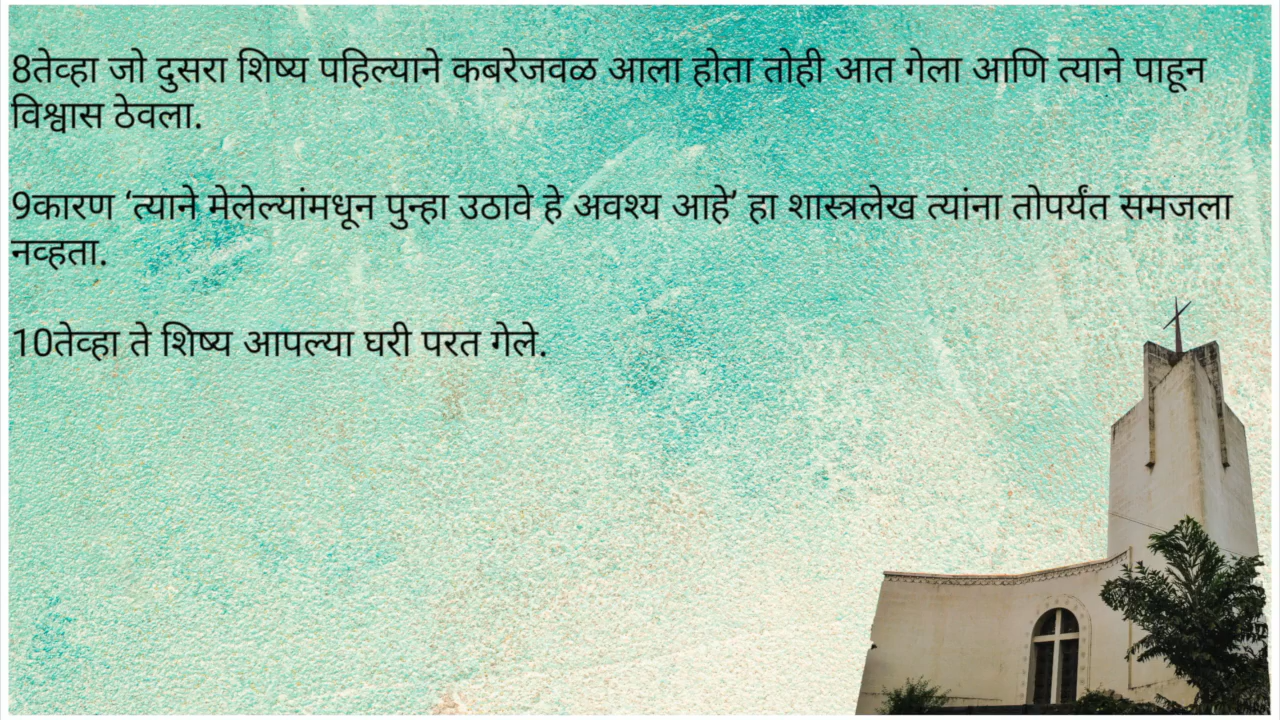 8तेव्हा जो दुसरा शिष्य पहिल्याने कबरेजवळ आला होता तोही आत गेला आणि त्याने पाहून
विश्वास ठेवला.
9कारण ‘त्याने मेलेल्यांमधून पुन्हा उठावे हे अवश्य आहे’ हा शास्त्रलेख त्यांना तोपर्यंत समजला
नव्हता.
10तेव्हा ते शिष्य आपल्या घरी परत गेले.